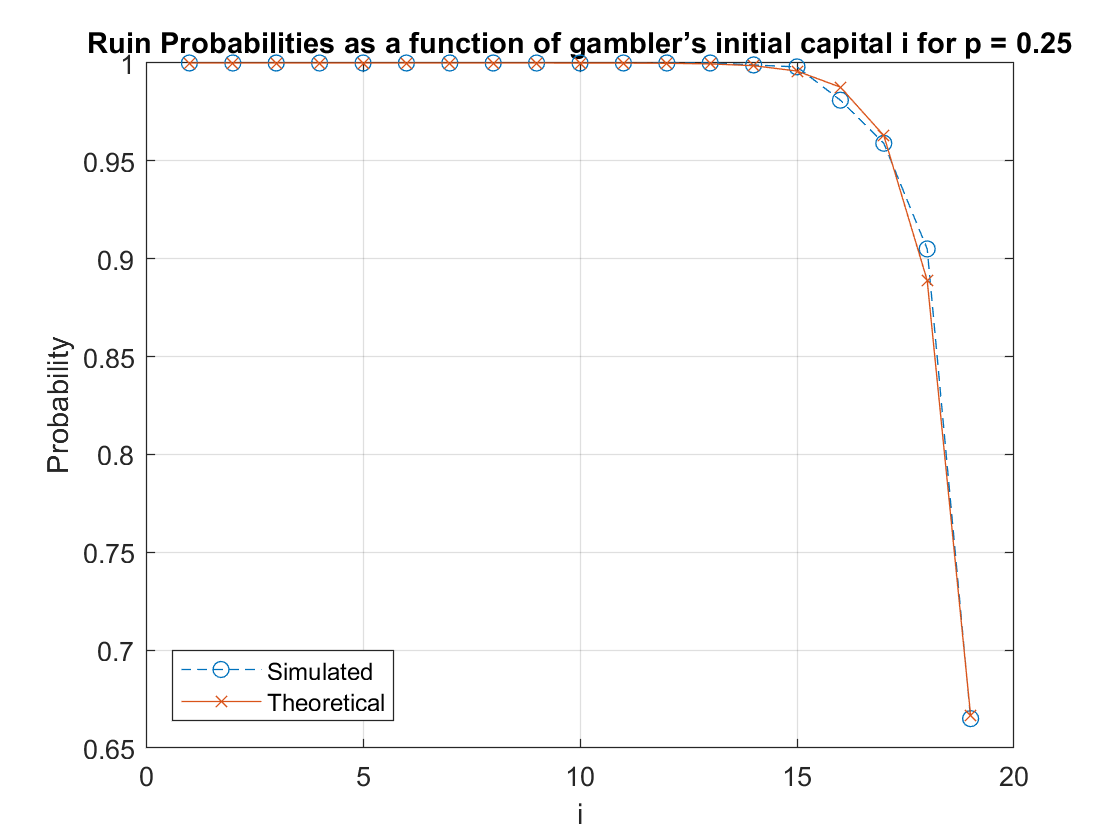 Ruin Probabilities as a function of gambler’s initial capital i for p = 0.25
1
0.95
0.9
0.85
0.8
0.75
0.7
0.65
Probability
Simulated
Theoretical
0 5 10 15 20
i